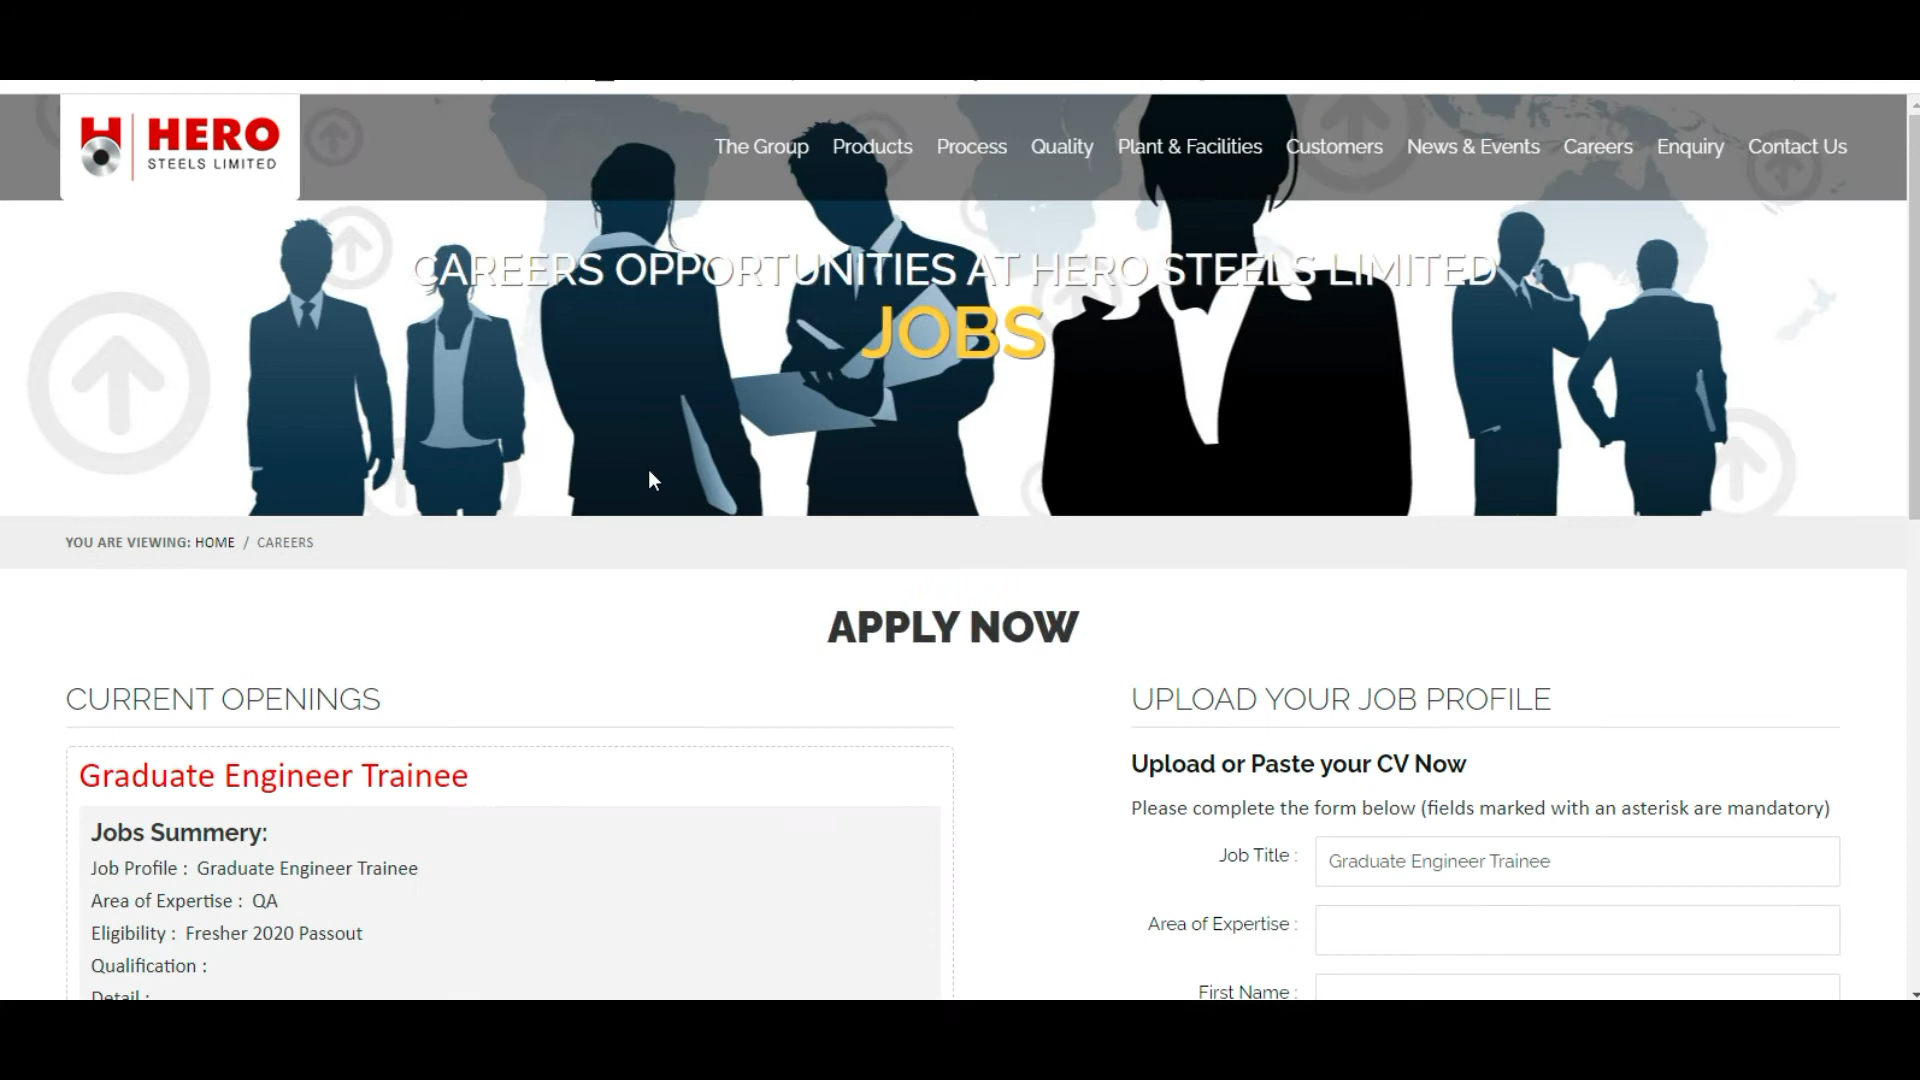 HERO
STEELS LIMITED
The Group Products Process Quality Plant & Facilities Customers News & Events Careers Enquiry Contact Us
CAREERS OPPORTUNITIES AT HERO STEELS LIMITED
JOBS
YOU ARE VIEWING: HOME / CAREERS
APPLY NOW
CURRENT OPENINGS
Graduate Engineer Trainee
Jobs Summery:
Job Profile : Graduate Engineer Trainee
Area of Expertise : QA
Eligibility : Fresher 2020 Passout
Qualification :
Detail :
UPLOAD YOUR JOB PROFILE
Upload or Paste your CV Now
Please complete the form below (fields marked with an asterisk are mandatory)
Job Title : Graduate Engineer Trainee
Area of Expertise :
First Name :